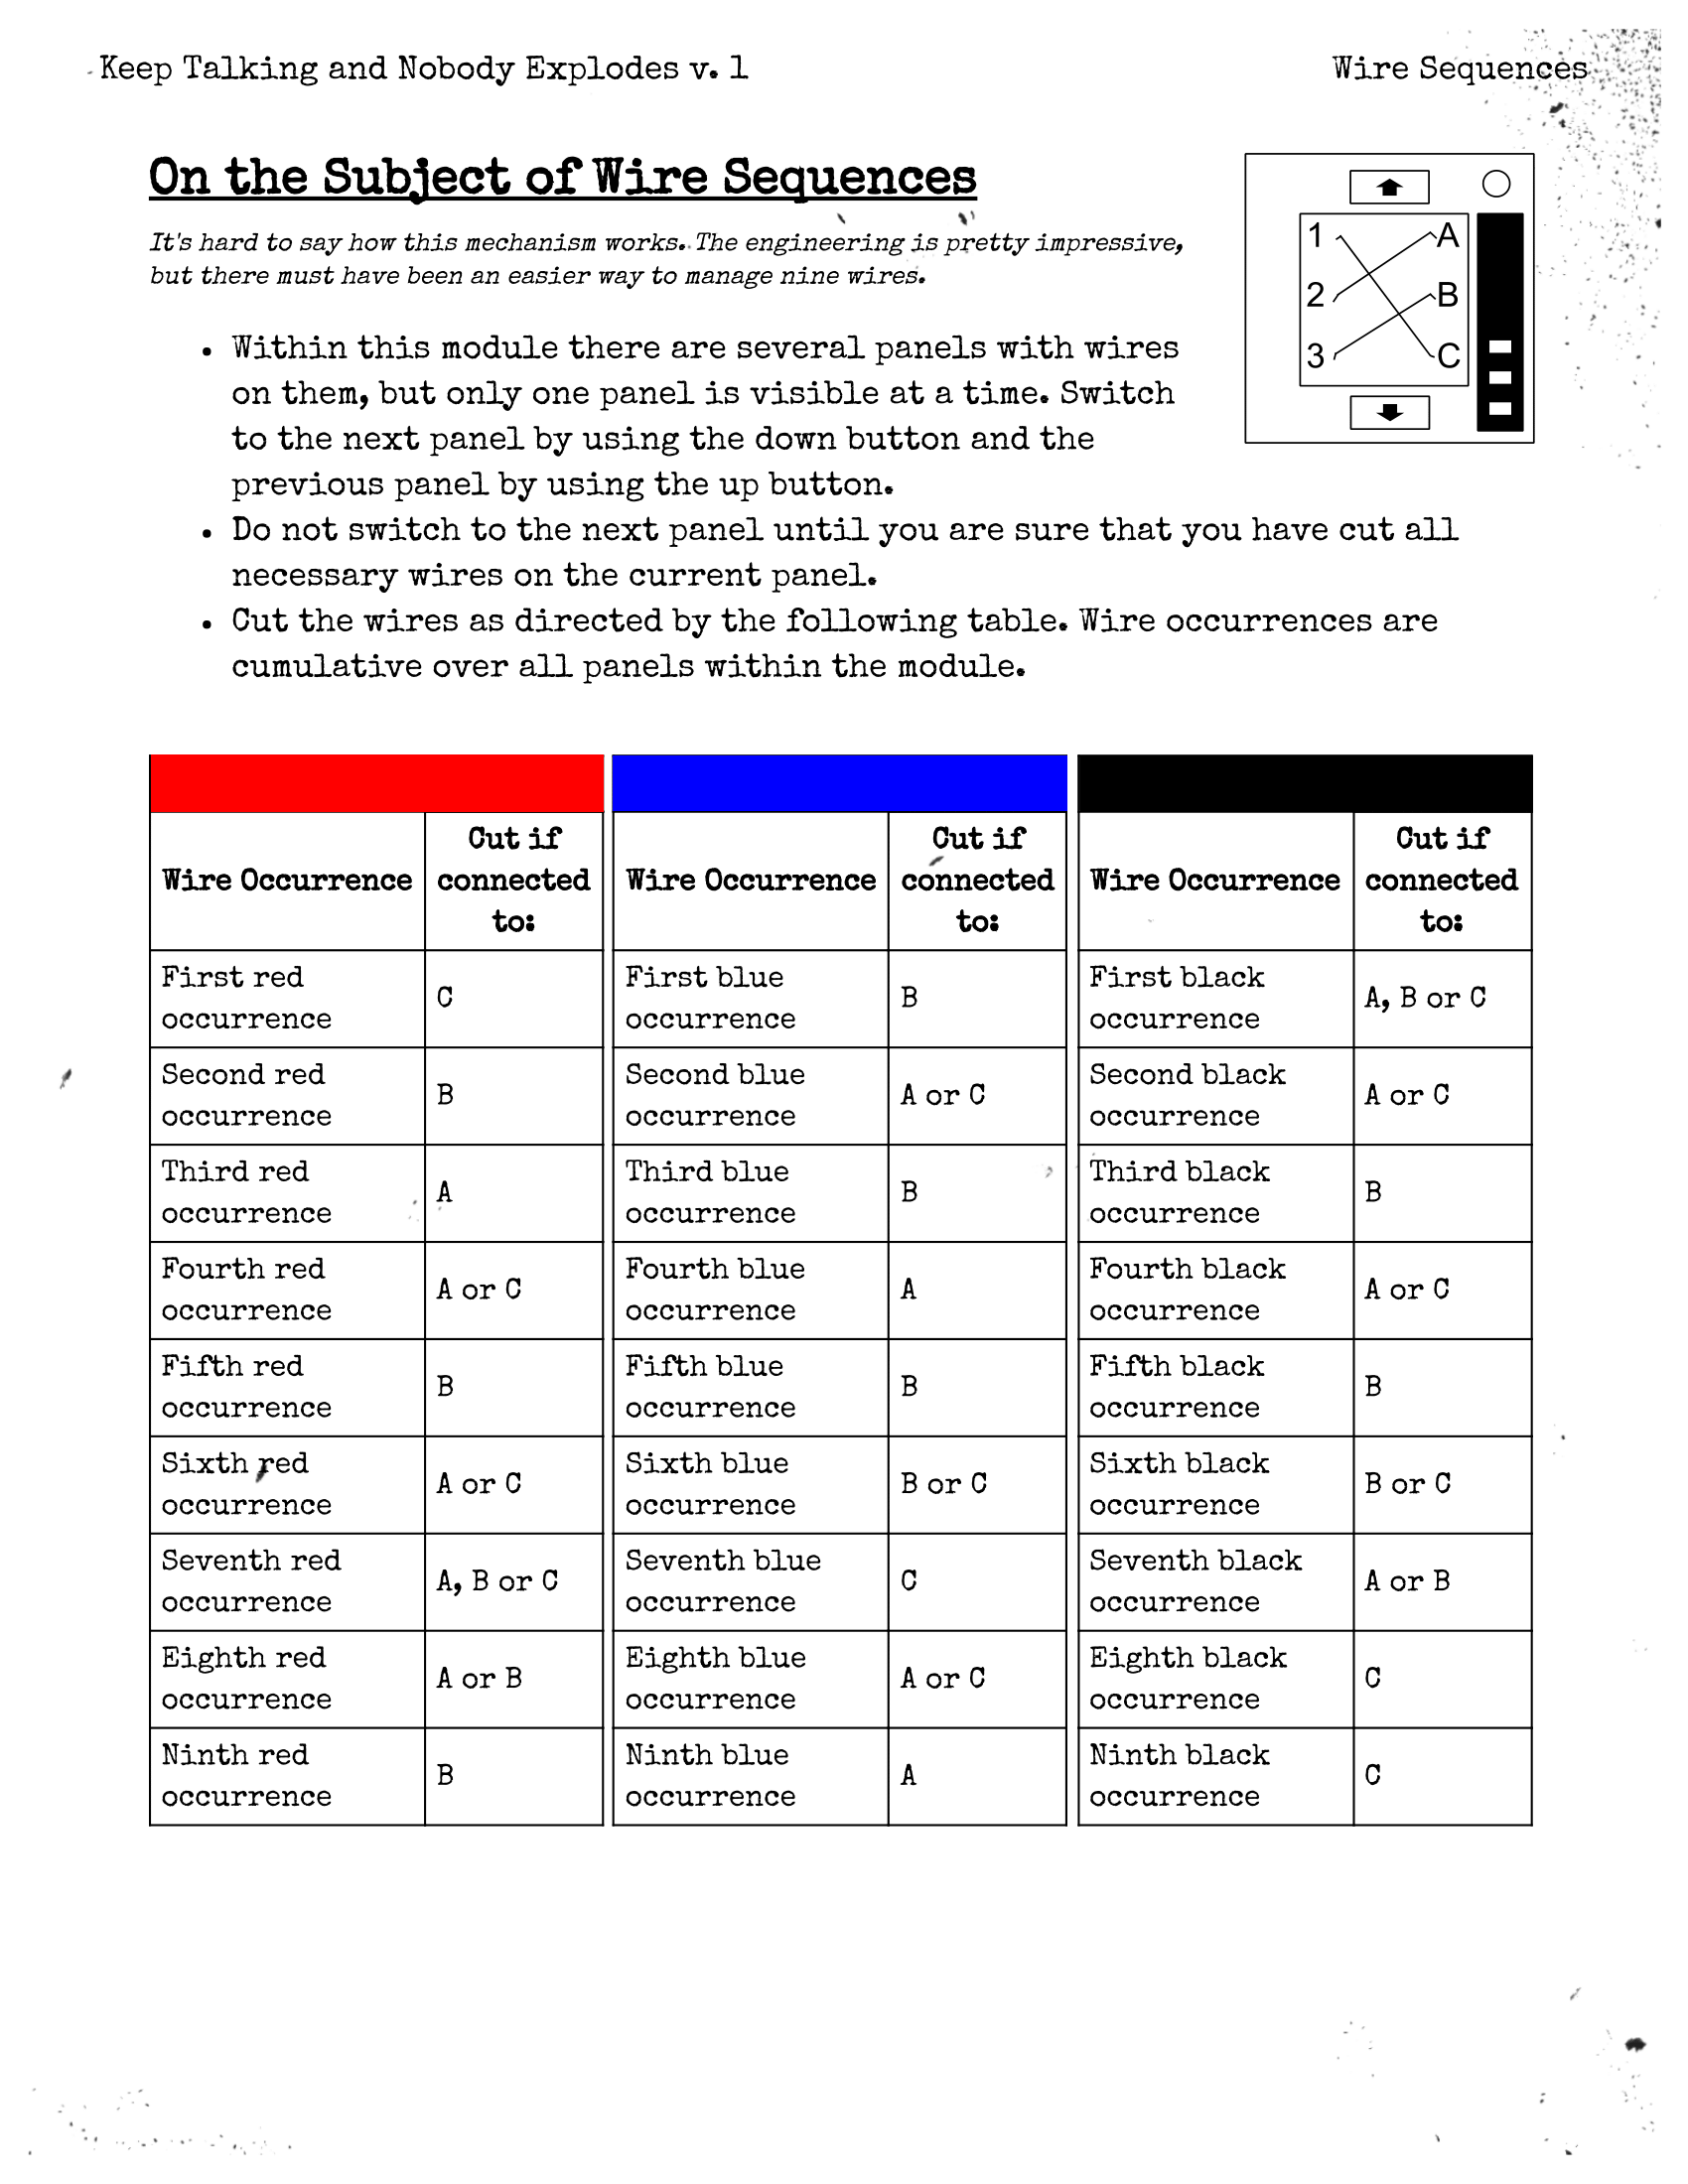 Keep Talking and Nobody Explodes v. 1
Wire Sequences
On the Subject of Wire Sequences
It's hard to say how this mechanism works. The engineering is pretty impressive,
but there must have been an easier way to manage nine wires.
1 A
2 B
3 C
• Within this module there are several panels with wires
on them, but only one panel is visible at a time. Switch
to the next panel by using the down button and the
previous panel by using the up button.
• Do not switch to the next panel until you are sure that you have cut all
necessary wires on the current panel.
• Cut the wires as directed by the following table. Wire occurrences are
cumulative over all panels within the module.
Wire Occurrence
Cut if
connected
to:
First red
occurrence
C
Second red
occurrence
B
Third red
occurrence
A
Fourth red
occurrence
A or C
Fifth red
occurrence
B
Sixth red
occurrence
A or C
Seventh red
occurrence
A, B or C
Eighth red
occurrence
A or B
Ninth red
occurrence
B
Wire Occurrence
Cut if
connected
to:
First blue
occurrence
B
Second blue
occurrence
A or C
Third blue
occurrence
B
Fourth blue
occurrence
A
Fifth blue
occurrence
B
Sixth blue
occurrence
B or C
Seventh blue
occurrence
C
Eighth blue
occurrence
A or C
Ninth blue
occurrence
A
Wire Occurrence
Cut if
connected
to:
First black
occurrence
A, B or C
Second black
occurrence
A or C
Third black
occurrence
B
Fourth black
occurrence
A or C
Fifth black
occurrence
B
Sixth black
occurrence
B or C
Seventh black
occurrence
A or B
Eighth black
occurrence
C
Ninth black
occurrence
C